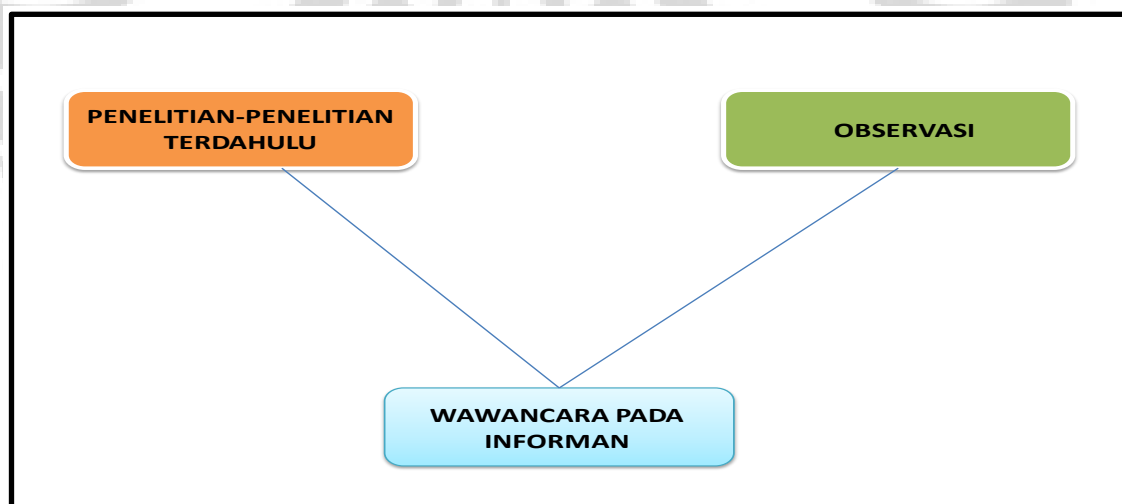 PENELITIAN-PENELITIAN
TERDAHULU
OBSERVASI
WAWANCARA PADA
INFORMAN